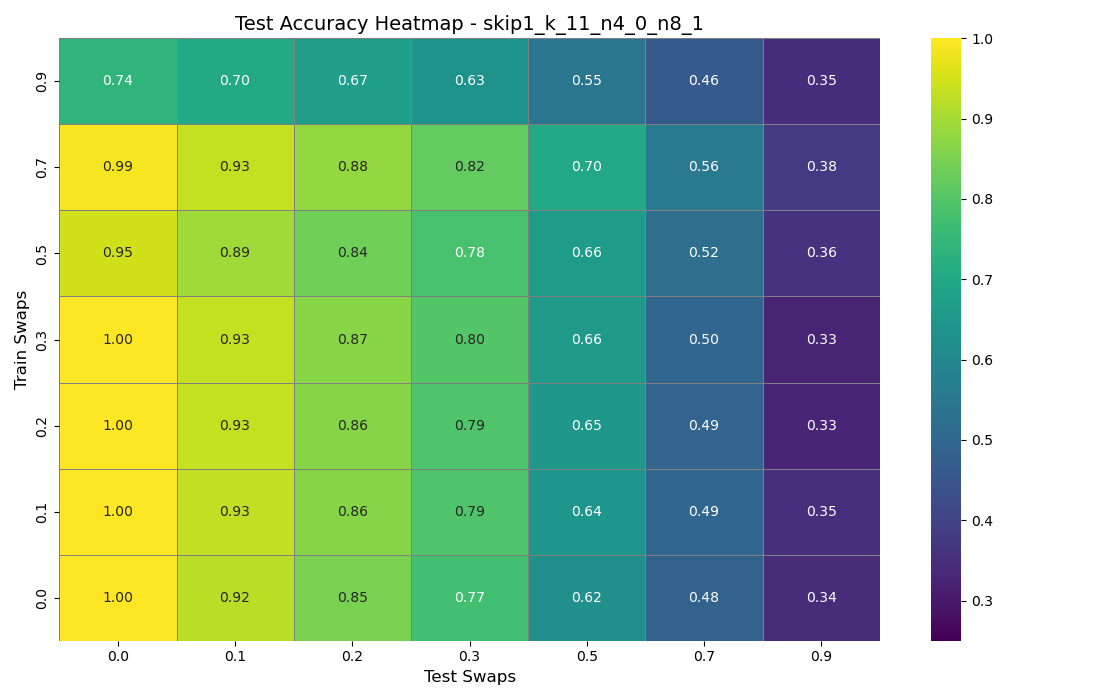 Test Accuracy Heatmap - skip1_k_11_n4_0_n8_1
Train Swaps
0.9 0.74 0.70 0.67 0.63 0.55 0.46 0.35
0.7 0.99 0.93 0.88 0.82 0.70 0.56 0.38
0.5 0.95 0.89 0.84 0.78 0.66 0.52 0.36
0.3 1.00 0.93 0.87 0.80 0.66 0.50 0.33
0.2 1.00 0.93 0.86 0.79 0.65 0.49 0.33
0.1 1.00 0.93 0.86 0.79 0.64 0.49 0.35
0.0 1.00 0.92 0.85 0.77 0.62 0.48 0.34
0.0 0.1 0.2 0.3 0.5 0.7 0.9
Test Swaps
1.0
0.9
0.8
0.7
0.6
0.5
0.4
0.3